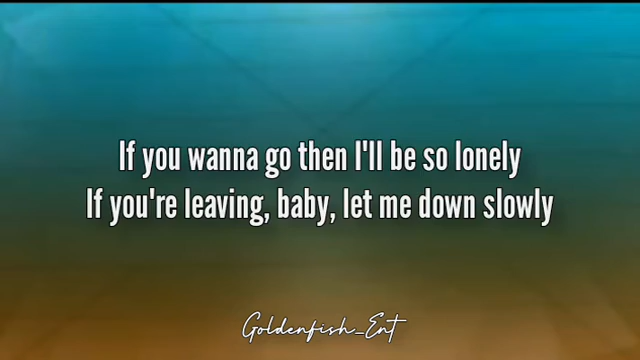 If you wanna go then I'll be so lonely
If you're leaving, baby, let me down slowly
Goldenfish_Ent